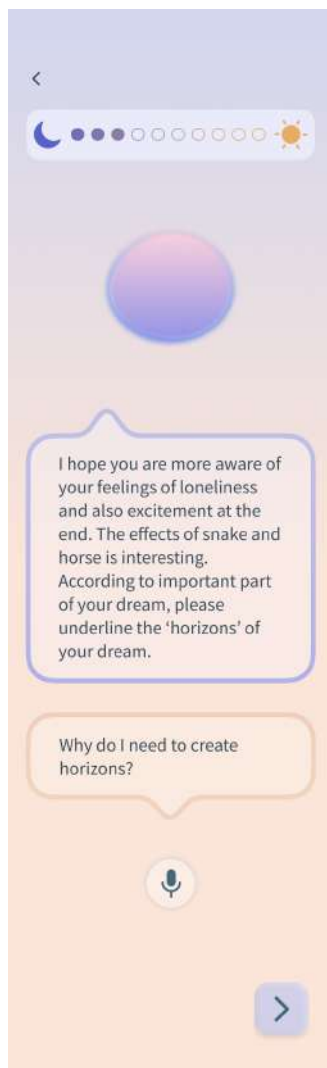 I hope you are more aware of
your feelings of loneliness
and also excitement at the
end. The effects of snake and
horse is interesting.
According to important part
of your dream, please
underline the ‘horizons’ of
your dream.
Why do I need to create
horizons?